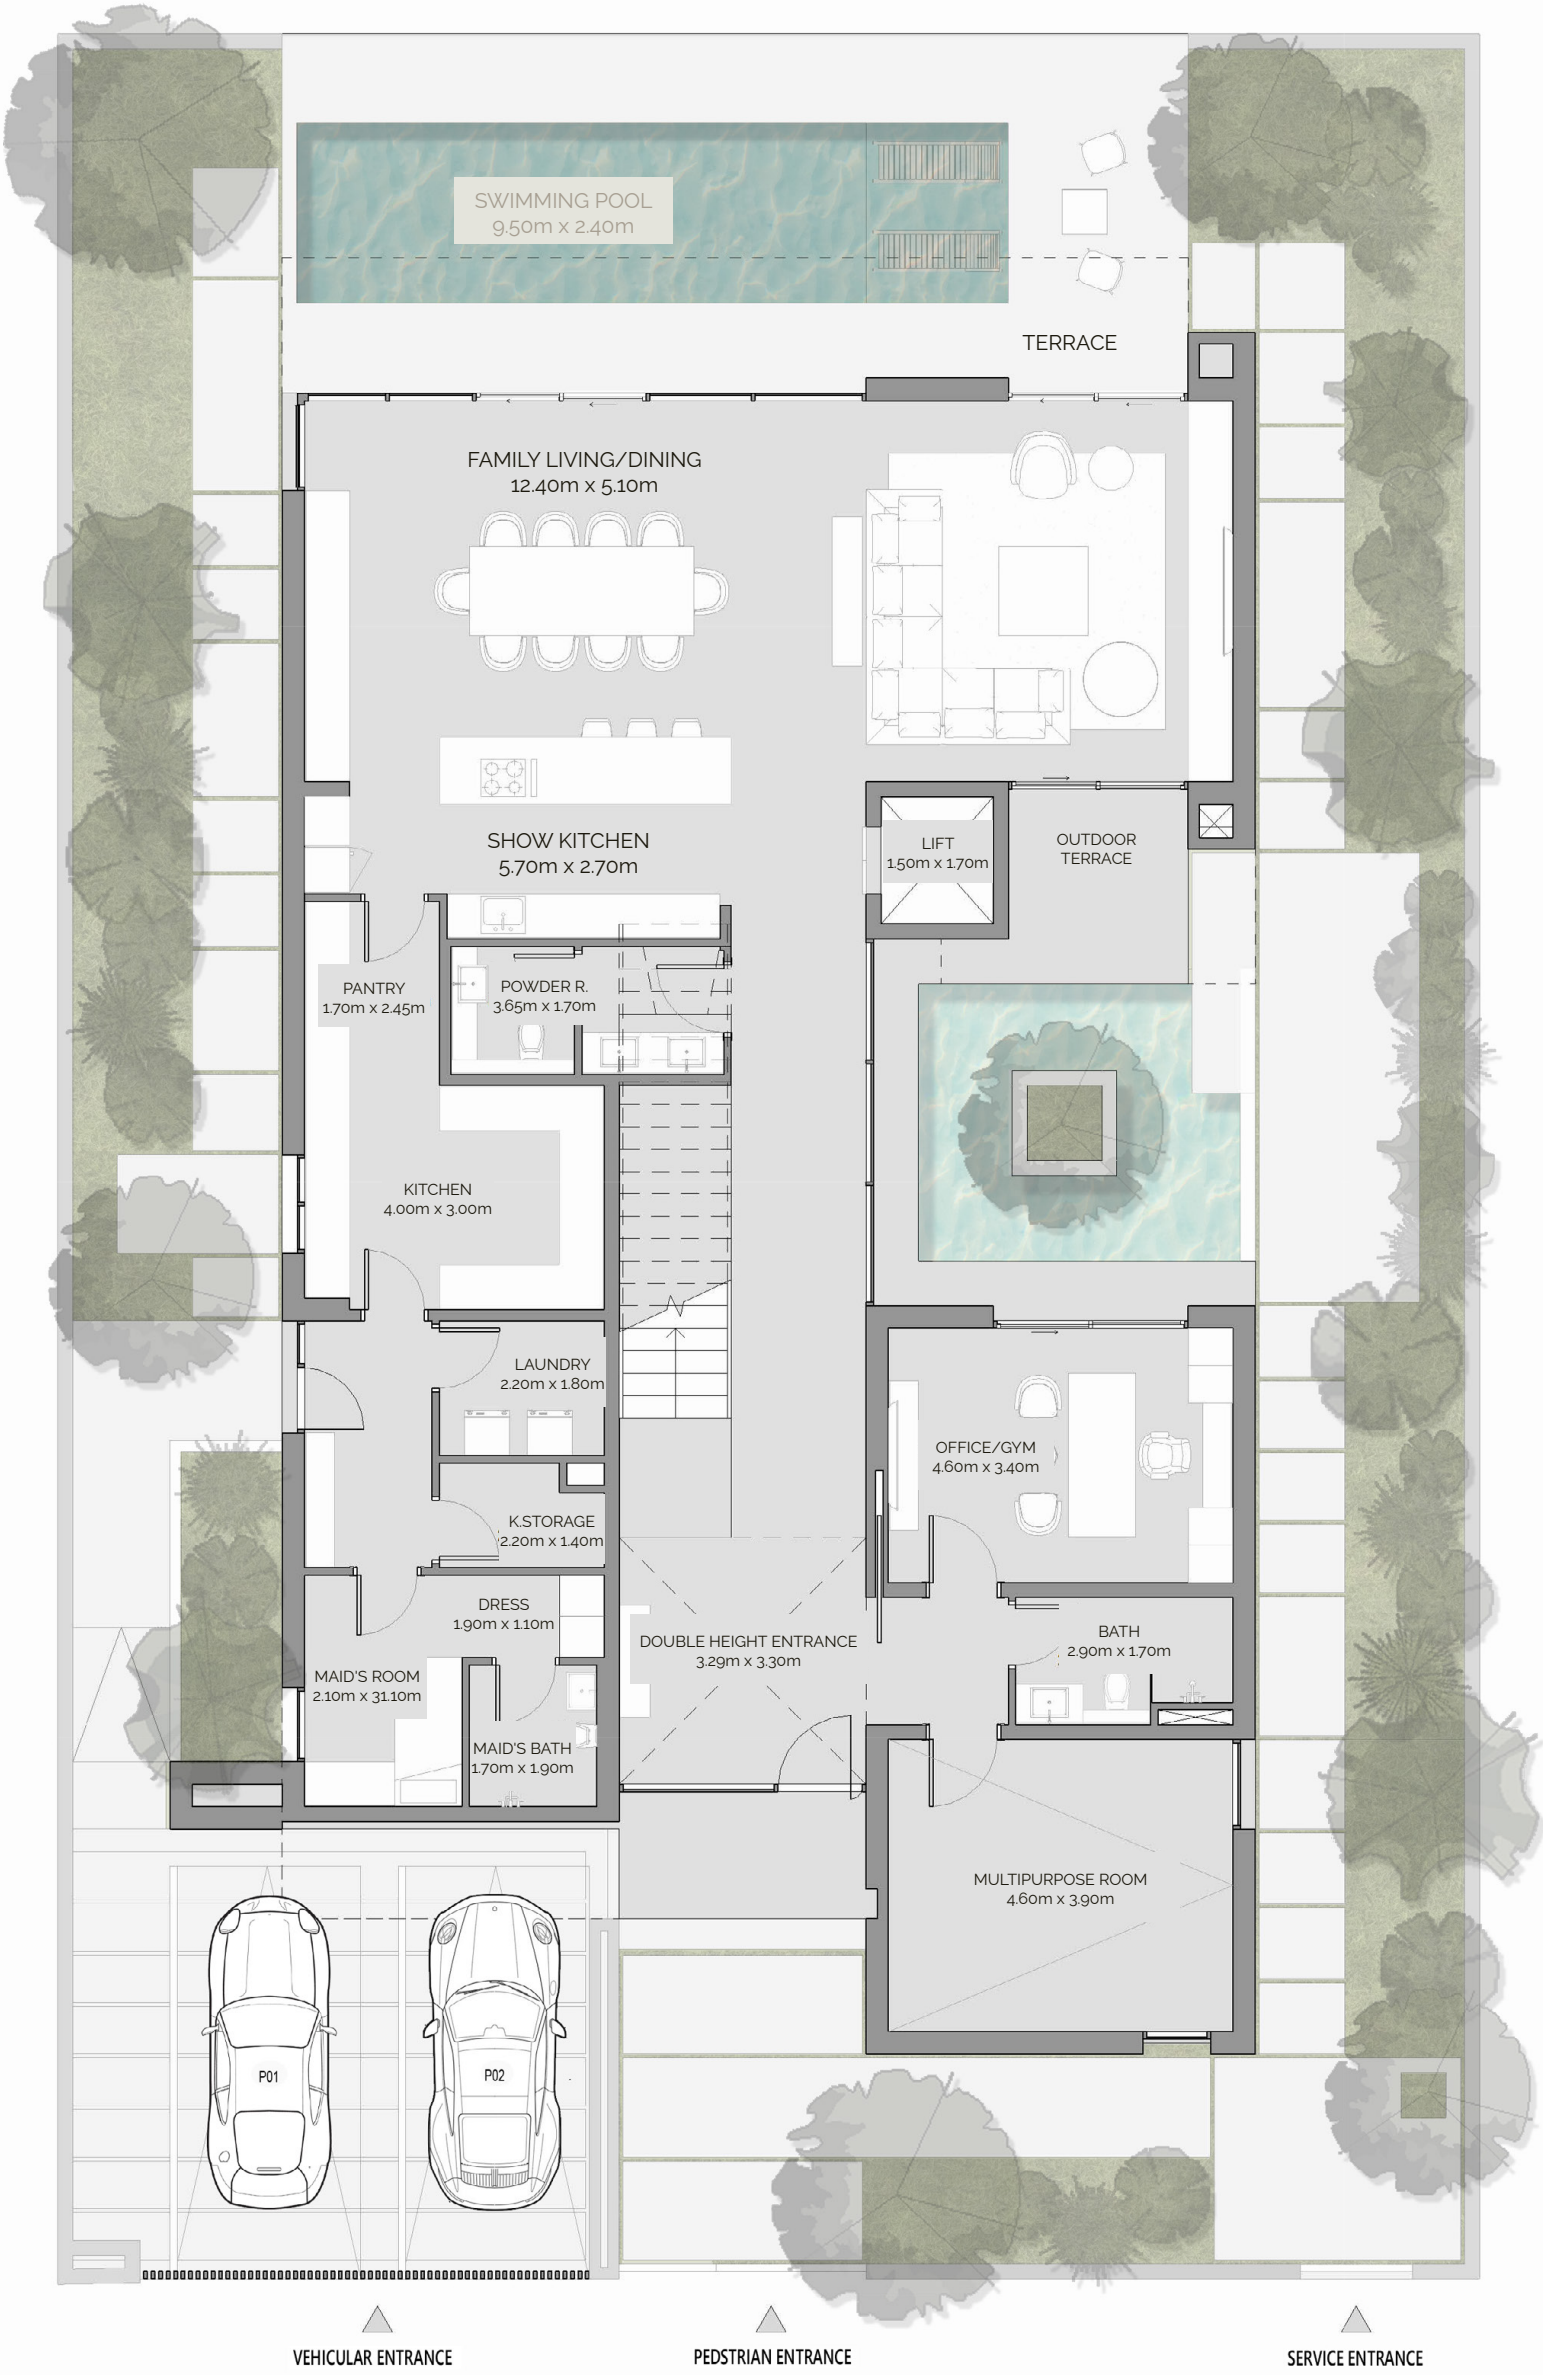 SWIMMING POOL
9.50m x 2.40m
TERRACE
FAMILY LIVING/DINING
12.40m x 5.10m
SHOW KITCHEN
5.70m x 2.70m
LIFT
1.50m x 1.70m
OUTDOOR
TERRACE
PANTRY
1.70m x 2.45m
POWDER R.
3.65m x 1.70m
KITCHEN
4.00m x 3.00m
LAUNDRY
2.20m x 1.80m
OFFICE/GYM
4.60m x 3.40m
K.STORAGE
2.20m x 1.40m
DRESS
1.90m x 1.10m
DOUBLE HEIGHT ENTRANCE
3.29m x 3.30m
BATH
2.90m x 1.70m
MAID'S ROOM
2.10m x 31.10m
MAID'S BATH
1.70m x 1.90m
MULTIPURPOSE ROOM
4.60m x 3.90m
P01
P02
VEHICULAR ENTRANCE
PEDSTRIAN ENTRANCE
SERVICE ENTRANCE